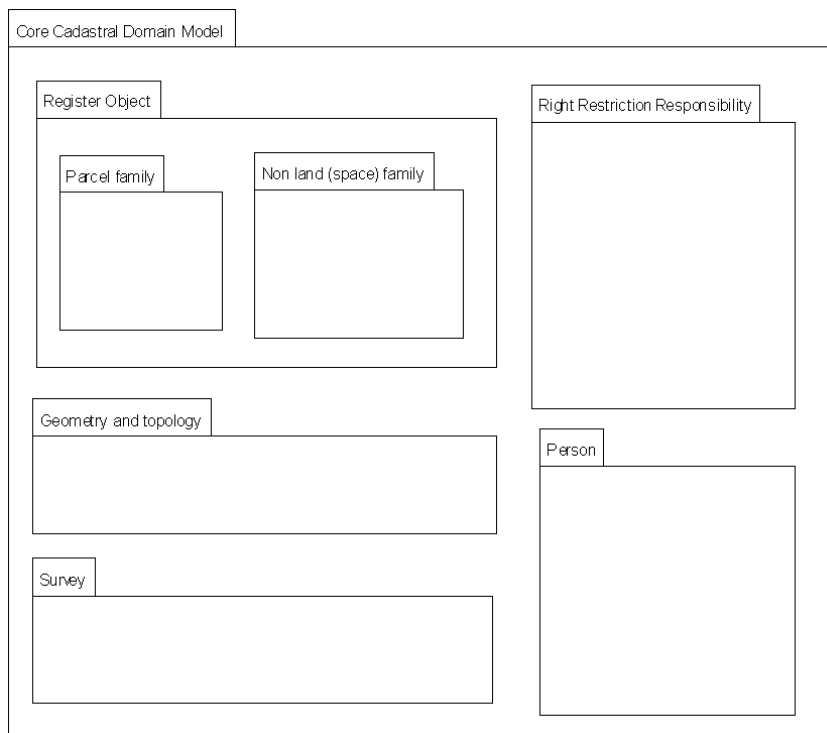 Core Cadastral Domain Model
Register Object
Right Restriction Responsibility
Parcel family
Non land (space) family
Geometry and topology
Person
Survey